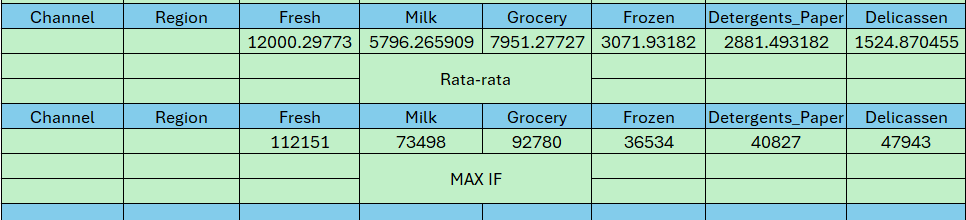 Channel Region Fresh Milk Grocery Frozen Detergents_Paper Delicassen
12000.29773 5796.265909 7951.27727 3071.93182 2881.493182 1524.870455
Rata-rata
Channel Region Fresh Milk Grocery Frozen Detergents_Paper Delicassen
112151 73498 92780 36534 40827 47943
MAX IF